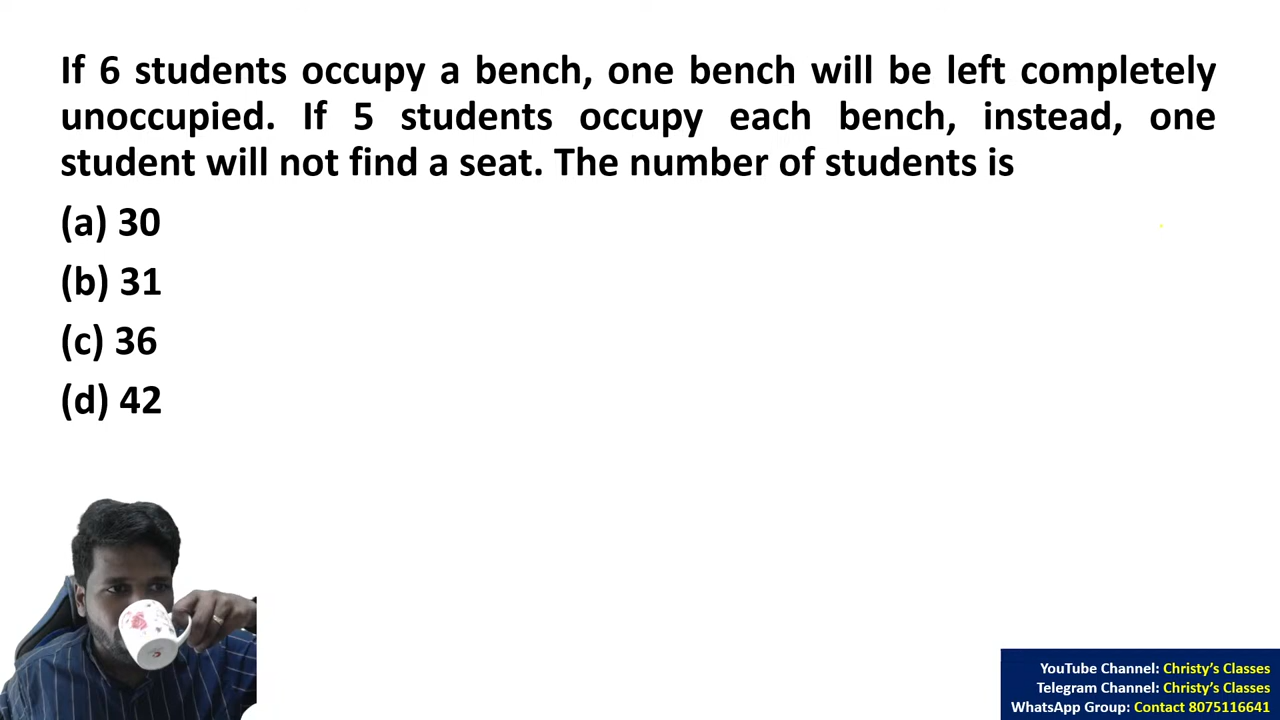 If 6 students occupy a bench, one bench will be left completely
unoccupied. If 5 students occupy each bench, instead, one
student will not find a seat. The number of students is
(a) 30
(b) 31
(c) 36
(d) 42
YouTube Channel: Christy's Classes
Telegram Channel: Christy's Classes
WhatsApp Group: Contact 8075116641